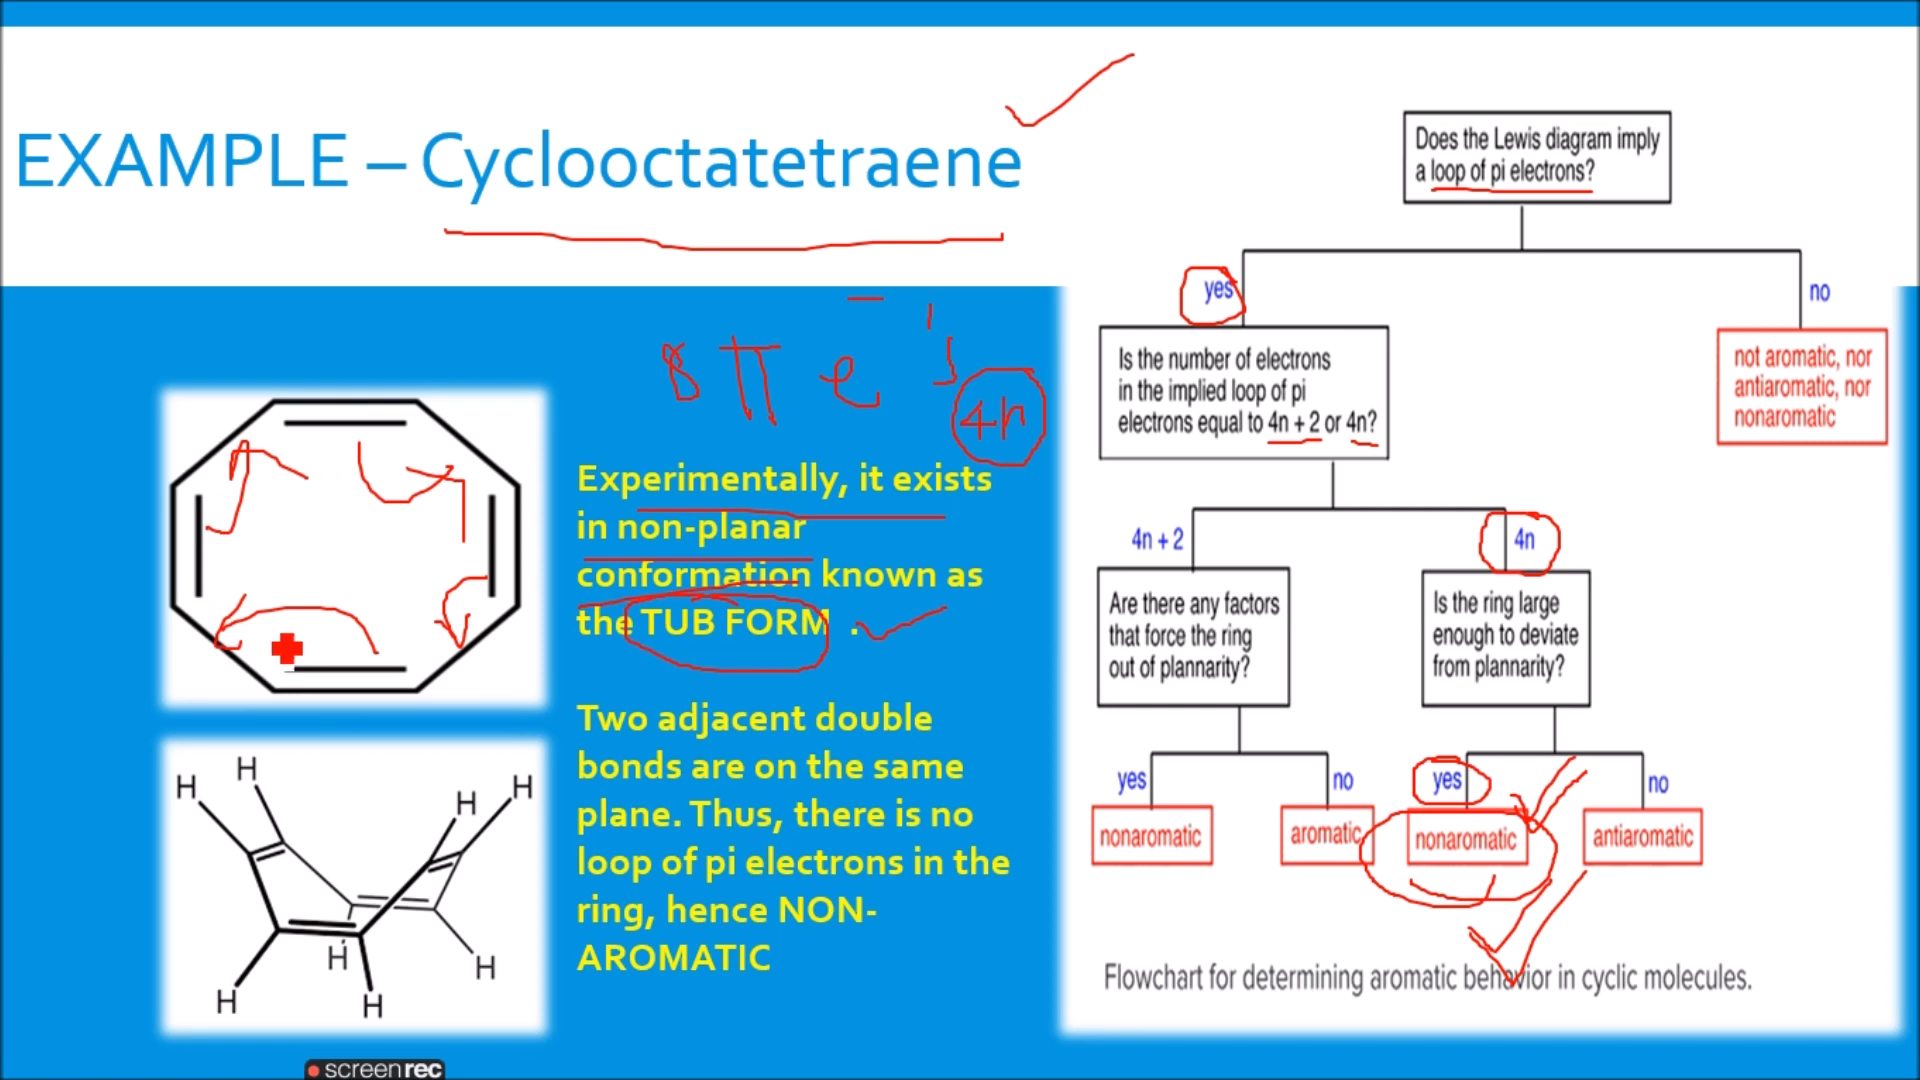 EXAMPLE – Cyclooctatetraene
8 π e
4n
Experimentally, it exists
in non-planar
conformation known as
the TUB FORM .
Two adjacent double
bonds are on the same
plane. Thus, there is no
loop of pi electrons in the
ring, hence NON-
AROMATIC
H
H
H
H
H
H
H
H
Does the Lewis diagram imply
a loop of pi electrons?
yes
no
Is the number of electrons
in the implied loop of pi
electrons equal to 4n + 2 or 4n?
not aromatic, nor
antiaromatic, nor
nonaromatic
4n + 2
4n
Are there any factors
that force the ring
out of plannarity?
Is the ring large
enough to deviate
from plannarity?
yes
no
yes
no
nonaromatic
aromatic
nonaromatic
antiaromatic
Flowchart for determining aromatic behavior in cyclic molecules.
screenrec